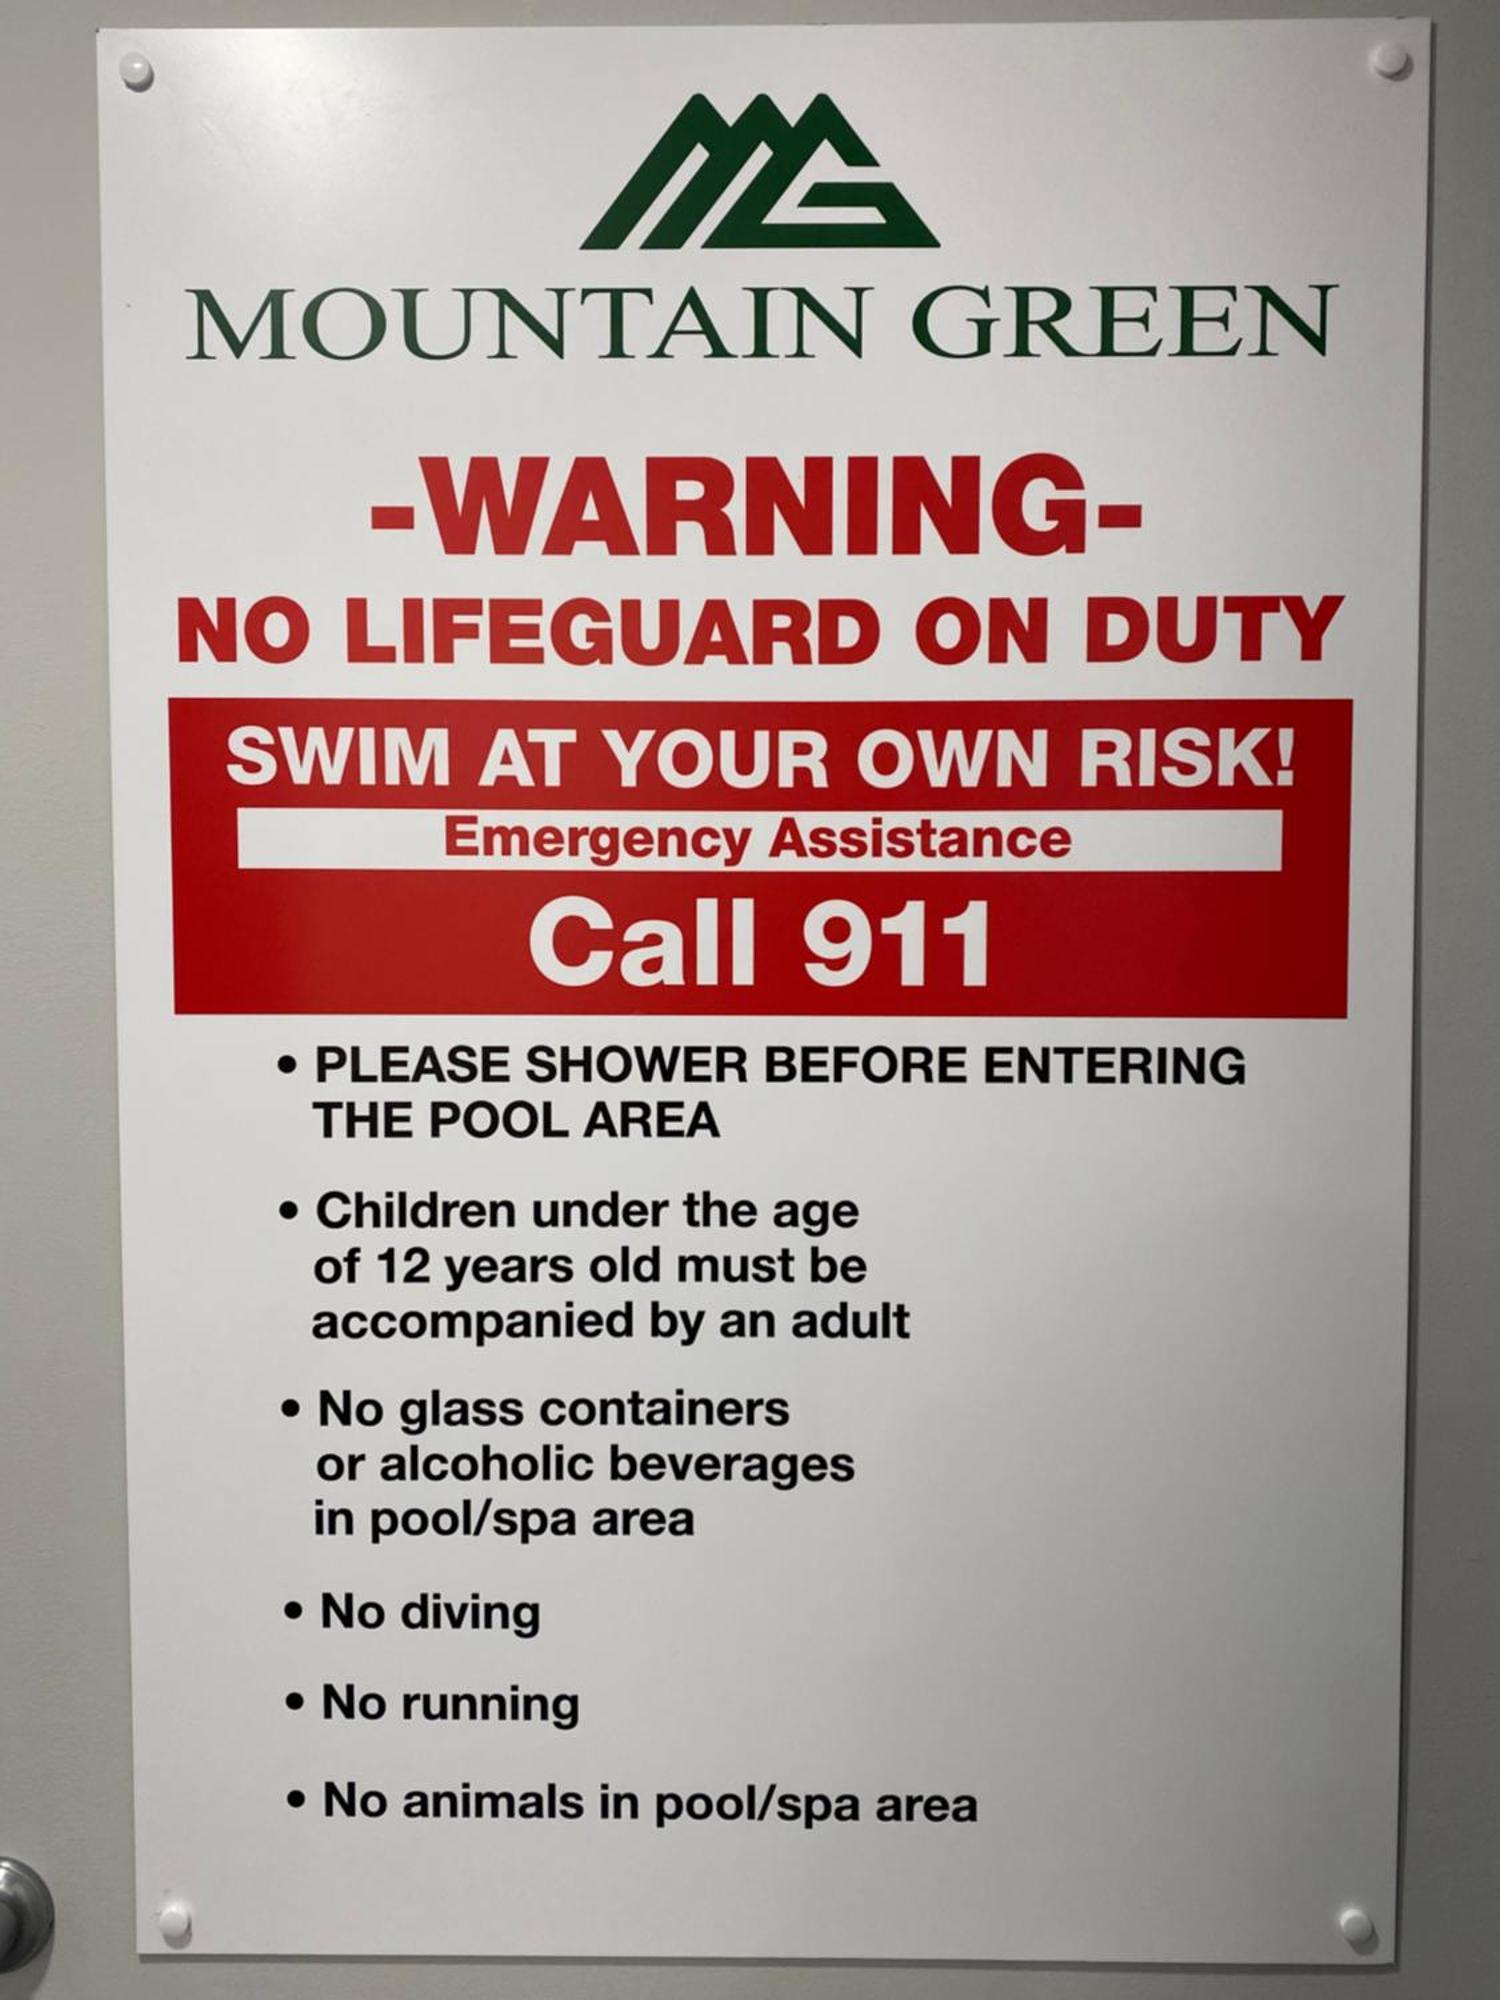 MG
MOUNTAIN GREEN
-WARNING-
NO LIFEGUARD ON DUTY
SWIM AT YOUR OWN RISK!
Emergency Assistance
Call 911
• PLEASE SHOWER BEFORE ENTERING
THE POOL AREA
• Children under the age
of 12 years old must be
accompanied by an adult
• No glass containers
or alcoholic beverages
in pool/spa area
• No diving
• No running
• No animals in pool/spa area